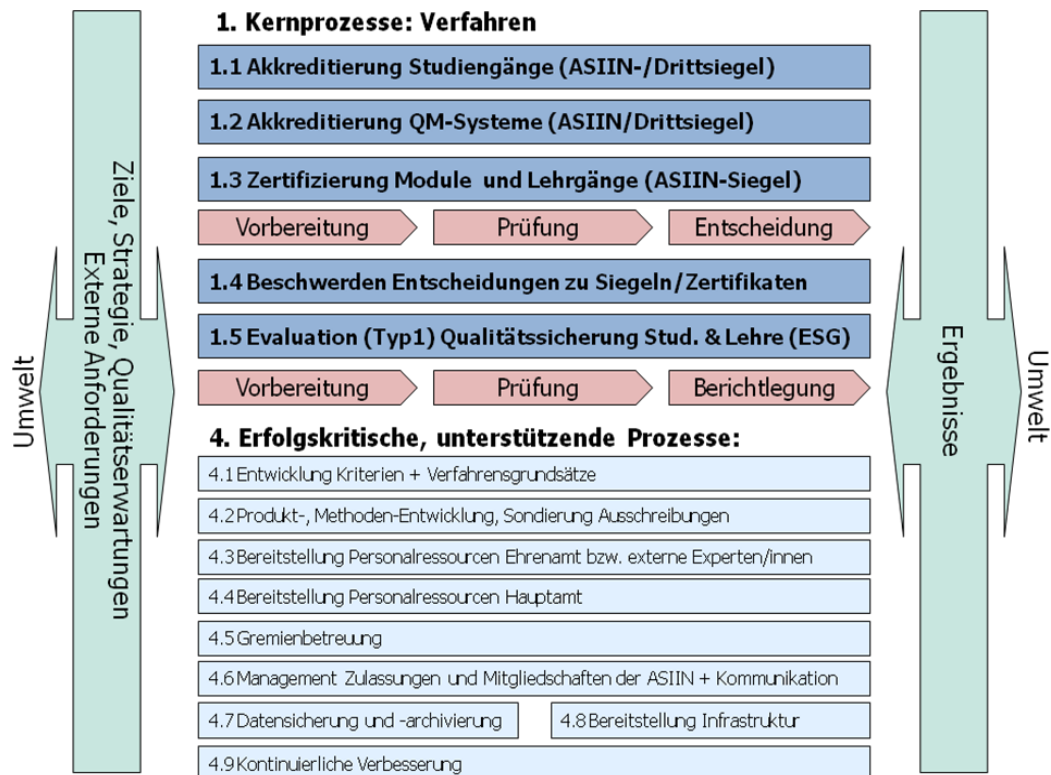 1. Kernprozesse: Verfahren
1.1 Akkreditierung Studiengänge (ASIIN-/Drittsiegel)
1.2 Akkreditierung QM-Systeme (ASIIN/Drittsiegel)
1.3 Zertifizierung Module und Lehrgänge (ASIIN-Siegel)
Vorbereitung
Prüfung
Entscheidung
1.4 Beschwerden Entscheidungen zu Siegeln/Zertifikaten
1.5 Evaluation (Typ1) Qualitätssicherung Stud. & Lehre (ESG)
Vorbereitung
Prüfung
Berichtlegung
4. Erfolgskritische, unterstützende Prozesse:
4.1 Entwicklung Kriterien + Verfahrensgrundsätze
4.2 Produkt-, Methoden-Entwicklung, Sondierung Ausschreibungen
4.3 Bereitstellung Personalressourcen Ehrenamt bzw. externe Experten/innen
4.4 Bereitstellung Personalressourcen Hauptamt
4.5 Gremienbetreuung
4.6 Management Zulassungen und Mitgliedschaften der ASIIN + Kommunikation
4.7 Datensicherung und -archivierung
4.8 Bereitstellung Infrastruktur
4.9 Kontinuierliche Verbesserung
Ziele, Strategie, Qualitätserwartungen
Externe Anforderungen
Umwelt
Ergebnisse
Umwelt